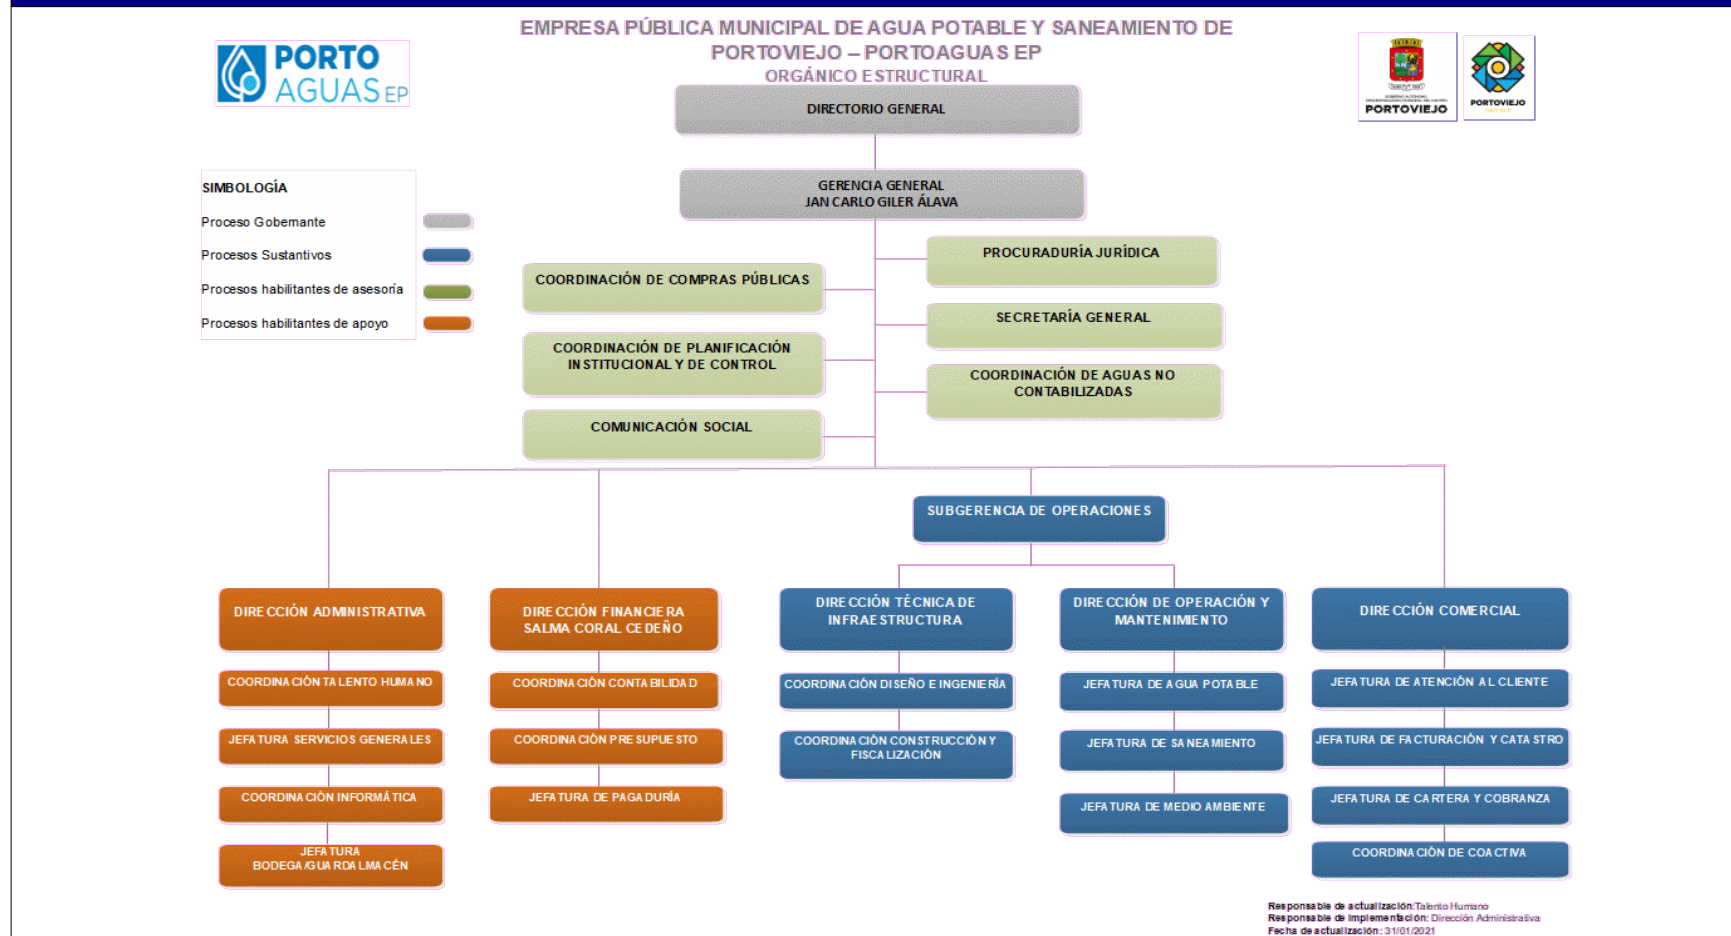 EMPRESA PÚBLICA MUNICIPAL DE AGUA POTABLE Y SANEAMIENTO DE
PORTOVIEJO – PORTOAGUAS EP
ORGÁNICO ESTRUCTURAL
PORTO
AGUAS EP
PORTOVIEJO
PORTOVIEJO
DIRECTORIO GENERAL
GERENCIA GENERAL
JAN CARLO GILER ÁLAVA
SIMBOLOGÍA
Proceso Gobernante
Procesos Sustantivos
Procesos habilitantes de asesoría
Procesos habilitantes de apoyo
PROCURADURÍA JURÍDICA
COORDINACIÓN DE COMPRAS PÚBLICAS
SECRETARÍA GENERAL
COORDINACIÓN DE PLANIFICACIÓN
INSTITUCIONAL Y DE CONTROL
COORDINACIÓN DE AGUAS NO
CONTABILIZADAS
COMUNICACIÓN SOCIAL
SUBGERENCIA DE OPERACIONES
DIRECCIÓN ADMINISTRATIVA
COORDINACIÓN TALENTO HUMANO
JEFATURA SERVICIOS GENERALES
COORDINACIÓN INFORMÁTICA
JEFATURA
BODEGA/GUARDALMACÉN
DIRECCIÓN FINANCIERA
SALMA CORAL CEDEÑO
COORDINACIÓN CONTABILIDAD
COORDINACIÓN PRESUPUESTO
JEFATURA DE PAGADURÍA
DIRECCIÓN TÉCNICA DE
INFRAESTRUCTURA
COORDINACIÓN DISEÑO E INGENIERÍA
COORDINACIÓN CONSTRUCCIÓN Y
FISCALIZACIÓN
DIRECCIÓN DE OPERACIÓN Y
MANTENIMIENTO
JEFATURA DE AGUA POTABLE
JEFATURA DE SANEAMIENTO
JEFATURA DE MEDIO AMBIENTE
DIRECCIÓN COMERCIAL
JEFATURA DE ATENCIÓN AL CLIENTE
JEFATURA DE FACTURACIÓN Y CATASTRO
JEFATURA DE CARTERA Y COBRANZA
COORDINACIÓN DE COACTIVA
Responsable de actualización:Talento Humano
Responsable de Implementación: Dirección Administrativa
Fecha de actualización: 31/01/2021